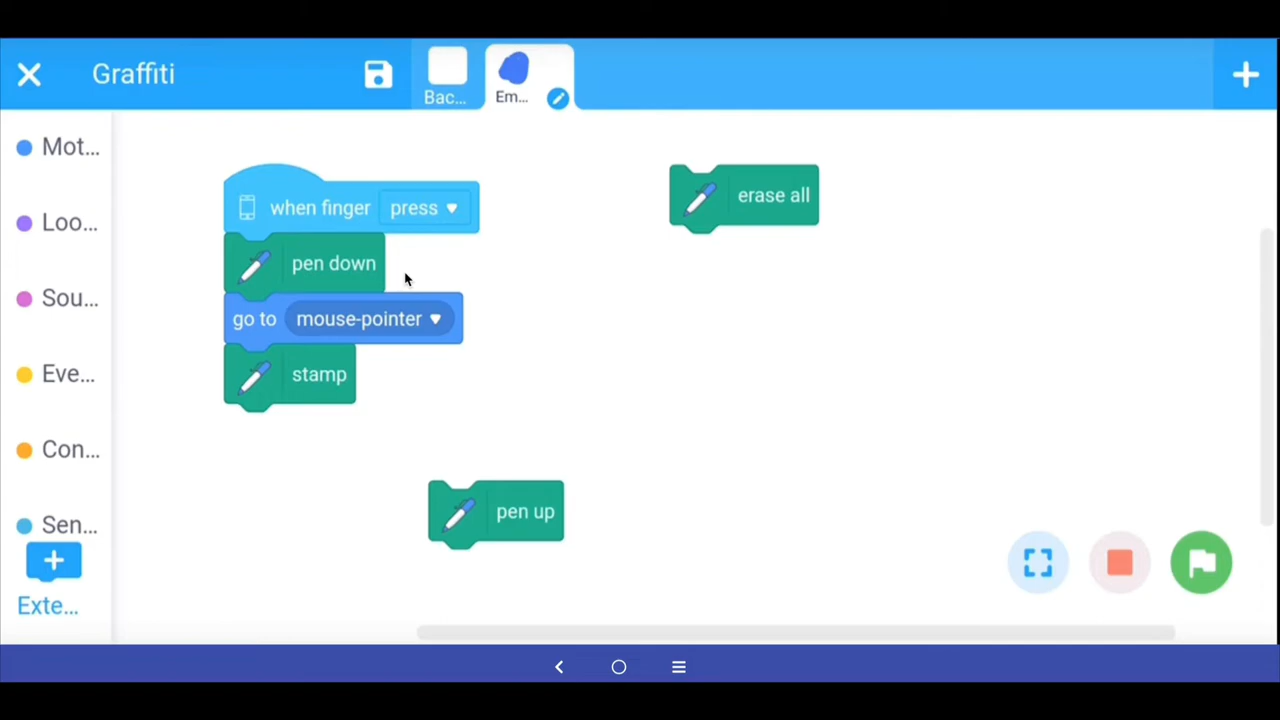 Graffiti
Bac...
Em...
Mot...
Loo...
Sou...
Eve...
Con...
Sen...
Exte...
when finger press
pen down
go to mouse-pointer
stamp
erase all
pen up